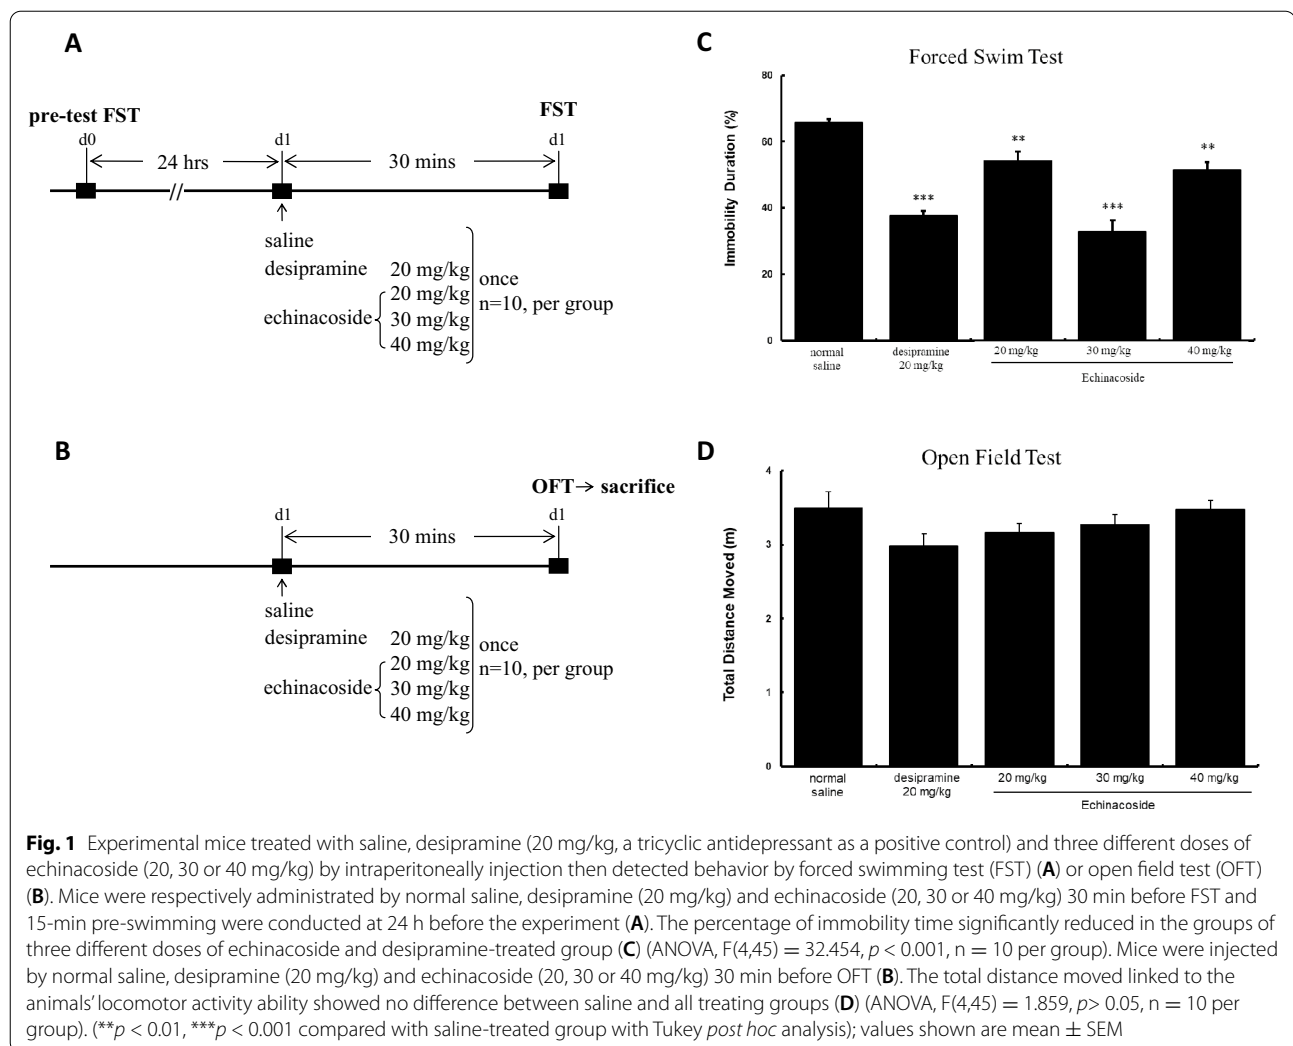 A
pre-test FST
FST
d0
d1
d1
24 hrs
30 mins
saline
desipramine 20 mg/kg
echinacoside 20 mg/kg
30 mg/kg
40 mg/kg
once
n=10, per group
B
OFT→ sacrifice
d1
d1
30 mins
saline
desipramine 20 mg/kg
echinacoside 20 mg/kg
30 mg/kg
40 mg/kg
once
n=10, per group
C
Forced Swim Test
Immobility Duration (%)
80
60
40
20
0
***
**
***
**
normal
saline
desipramine
20 mg/kg
20 mg/kg
30 mg/kg
40 mg/kg
Echinacoside
D
Open Field Test
Total Distance Moved (m)
4
3
2
1
0
normal
saline
desipramine
20 mg/kg
20 mg/kg
30 mg/kg
40 mg/kg
Echinacoside
Fig. 1 Experimental mice treated with saline, desipramine (20 mg/kg, a tricyclic antidepressant as a positive control) and three different doses of
echinacoside (20, 30 or 40 mg/kg) by intraperitoneally injection then detected behavior by forced swimming test (FST) (A) or open field test (OFT)
(B). Mice were respectively administrated by normal saline, desipramine (20 mg/kg) and echinacoside (20, 30 or 40 mg/kg) 30 min before FST and
15-min pre-swimming were conducted at 24 h before the experiment (A). The percentage of immobility time significantly reduced in the groups of
three different doses of echinacoside and desipramine-treated group (C) (ANOVA, F(4,45) = 32.454, p < 0.001, n = 10 per group). Mice were injected
by normal saline, desipramine (20 mg/kg) and echinacoside (20, 30 or 40 mg/kg) 30 min before OFT (B). The total distance moved linked to the
animals' locomotor activity ability showed no difference between saline and all treating groups (D) (ANOVA, F(4,45) = 1.859, p> 0.05, n = 10 per
group). (**p < 0.01, ***p < 0.001 compared with saline-treated group with Tukey post hoc analysis); values shown are mean ± SEM